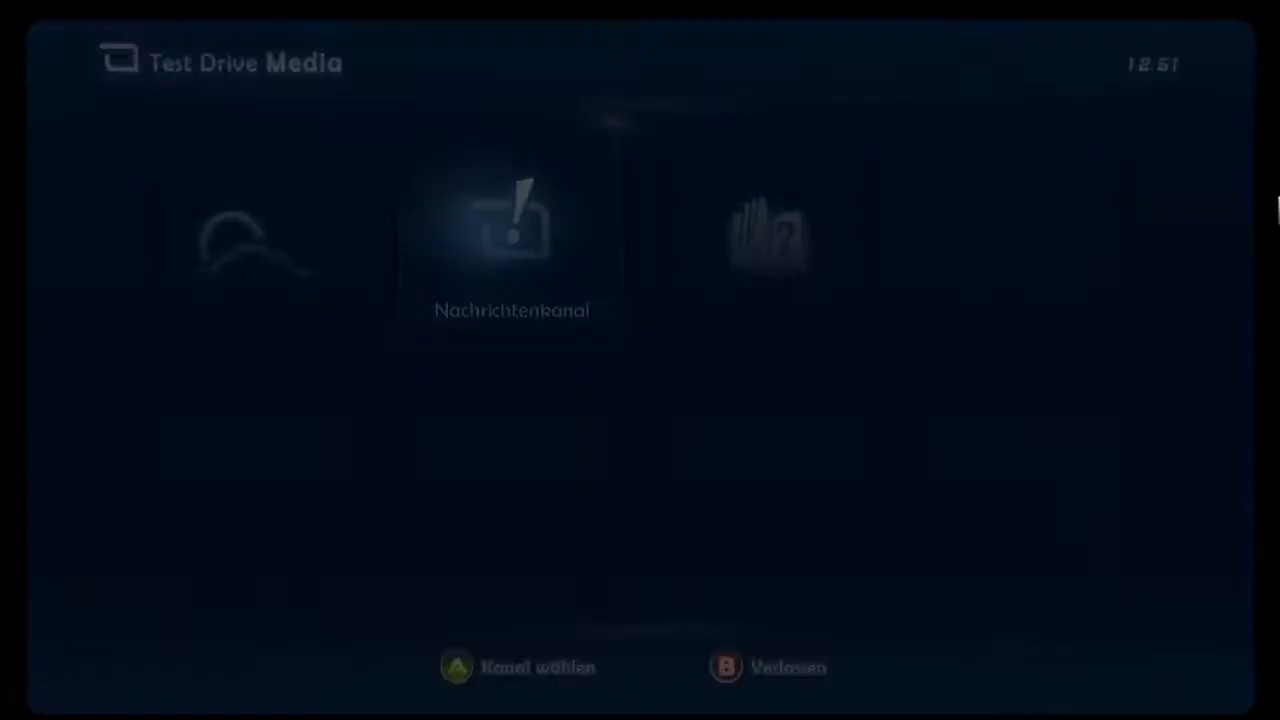 Test Drive Media
12:51
Nachrichtenkanal
A Kanal wählen
B Verlassen